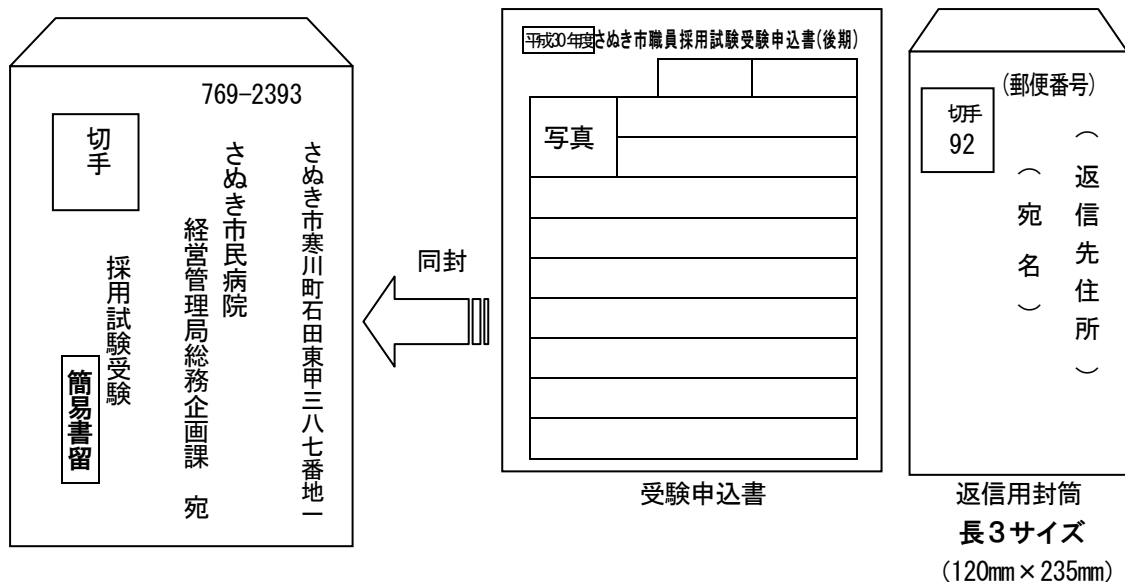 769-2393
切手
さぬき市寒川町石田東甲三八七番地一
さぬき市民病院
経営管理局総務企画課 宛
採用試験受験
簡易書留
同封
平成30年度さぬき市職員採用試験受験申込書(後期)
写真
受験申込書
(郵便番号)
切手
92
(返信先住所)
(宛名)
返信用封筒
長3サイズ
(120mm×235mm)